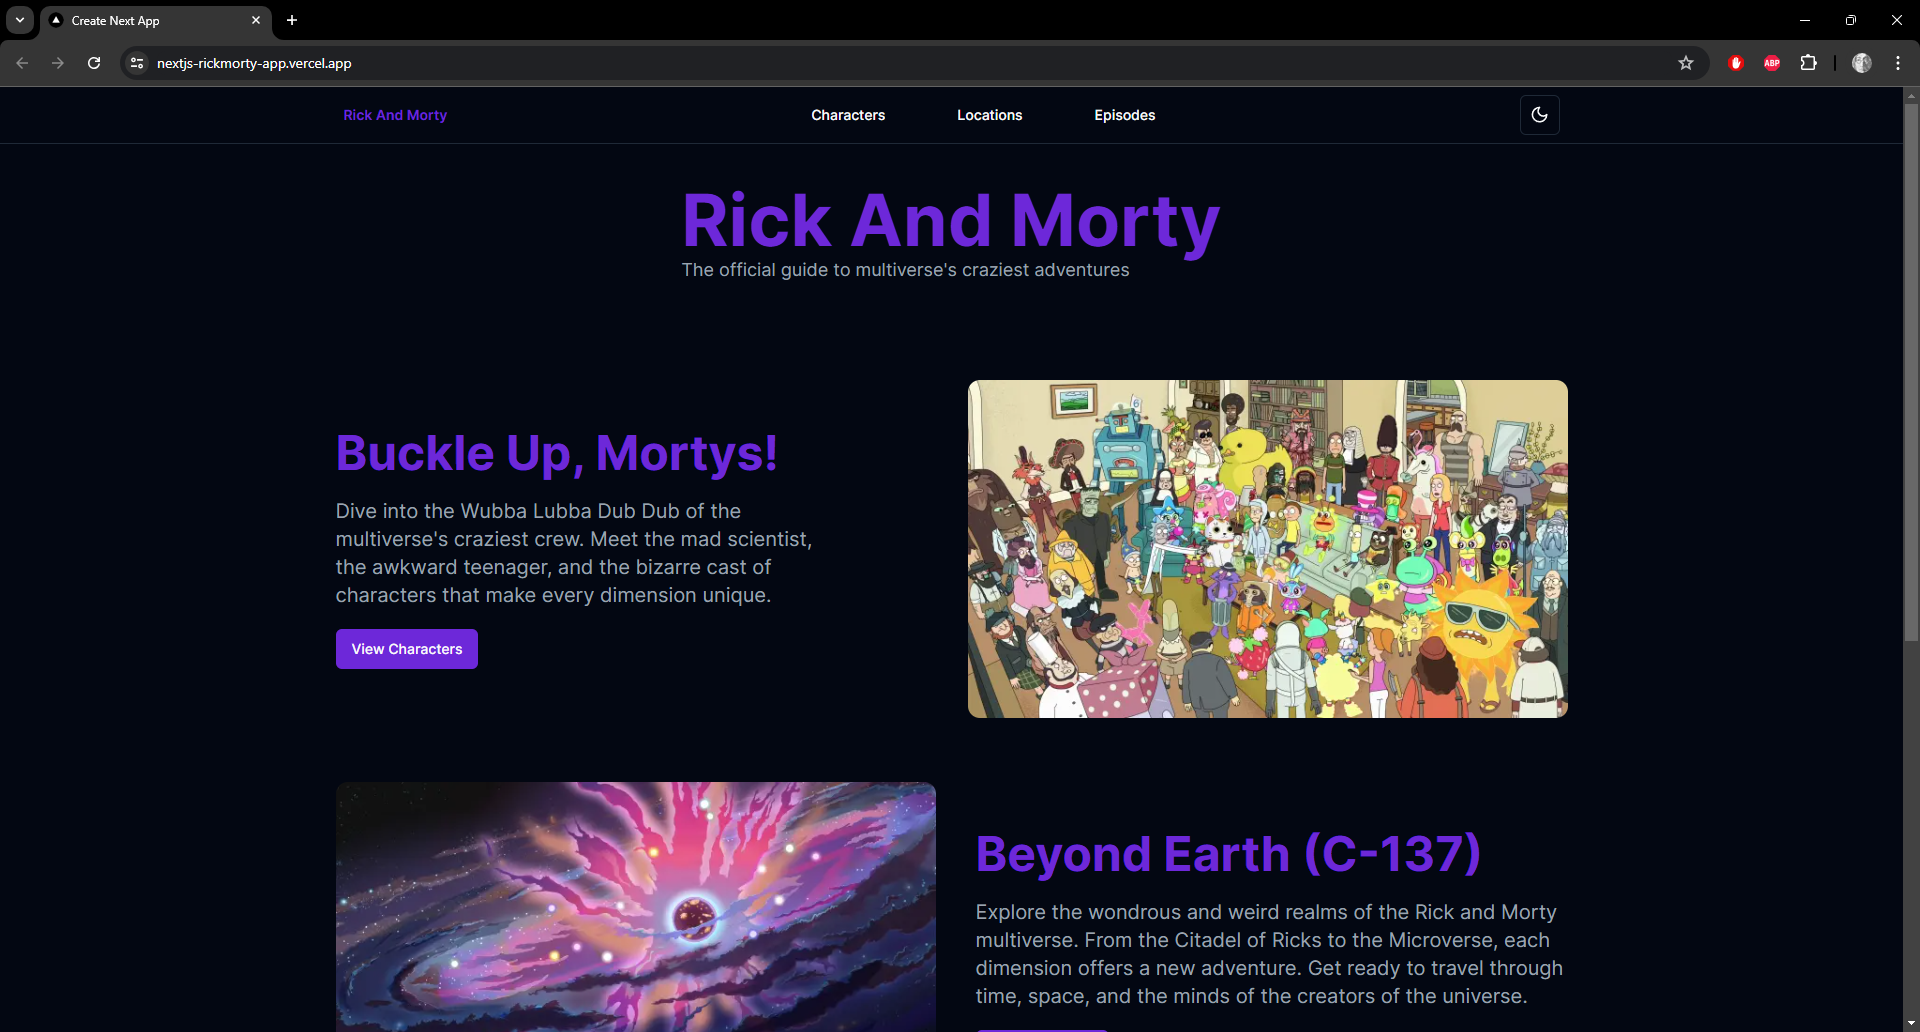 Create Next App
nextjs-rickmorty-app.vercel.app
ABP
Rick And Morty
Characters
Locations
Episodes
Rick And Morty
The official guide to multiverse's craziest adventures
Buckle Up, Mortys!
Dive into the Wubba Lubba Dub Dub of the
multiverse's craziest crew. Meet the mad scientist,
the awkward teenager, and the bizarre cast of
characters that make every dimension unique.
View Characters
6
Beyond Earth (C-137)
Explore the wondrous and weird realms of the Rick and Morty
multiverse. From the Citadel of Ricks to the Microverse, each
dimension offers a new adventure. Get ready to travel through
time, space, and the minds of the creators of the universe.